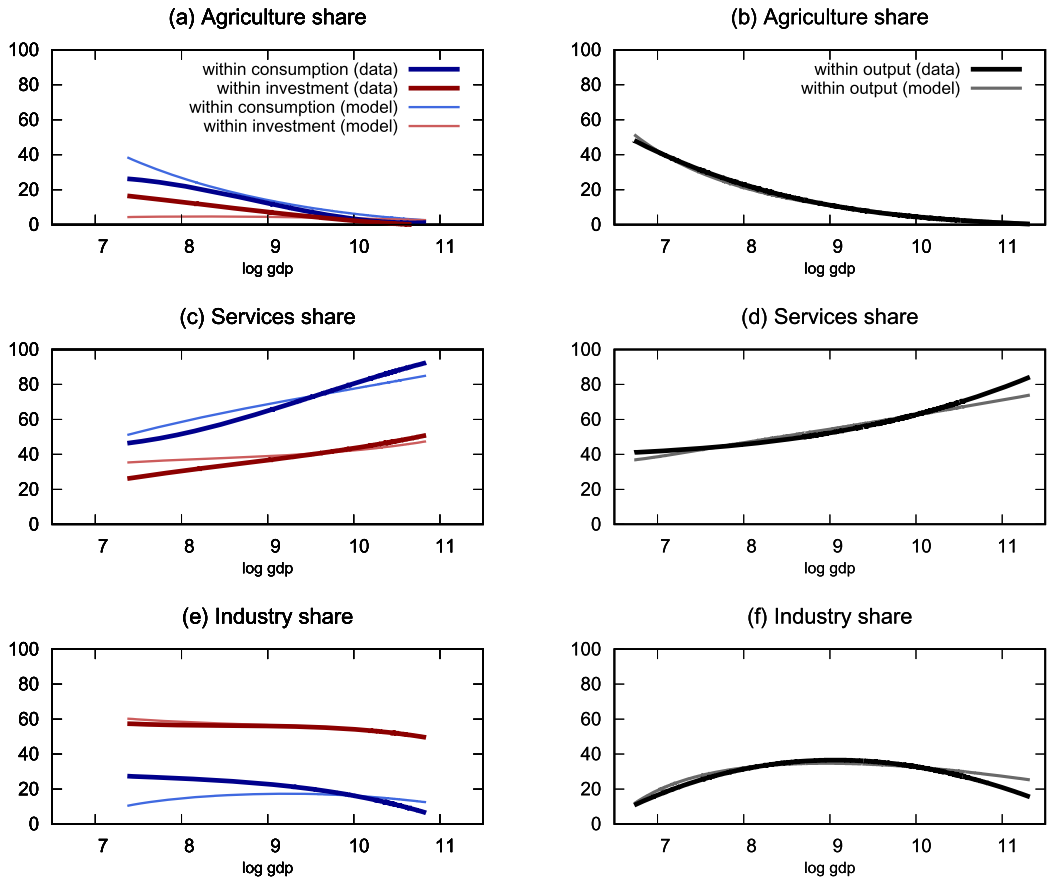 (a) Agriculture share
(b) Agriculture share
100
80
60
40
20
0
within consumption (data)
within investment (data)
within consumption (model)
within investment (model)
7 8 9 10 11
log gdp
100
80
60
40
20
0
within output (data)
within output (model)
7 8 9 10 11
log gdp
(c) Services share
(d) Services share
100
80
60
40
20
0
7 8 9 10 11
log gdp
100
80
60
40
20
0
7 8 9 10 11
log gdp
(e) Industry share
(f) Industry share
100
80
60
40
20
0
7 8 9 10 11
log gdp
100
80
60
40
20
0
7 8 9 10 11
log gdp